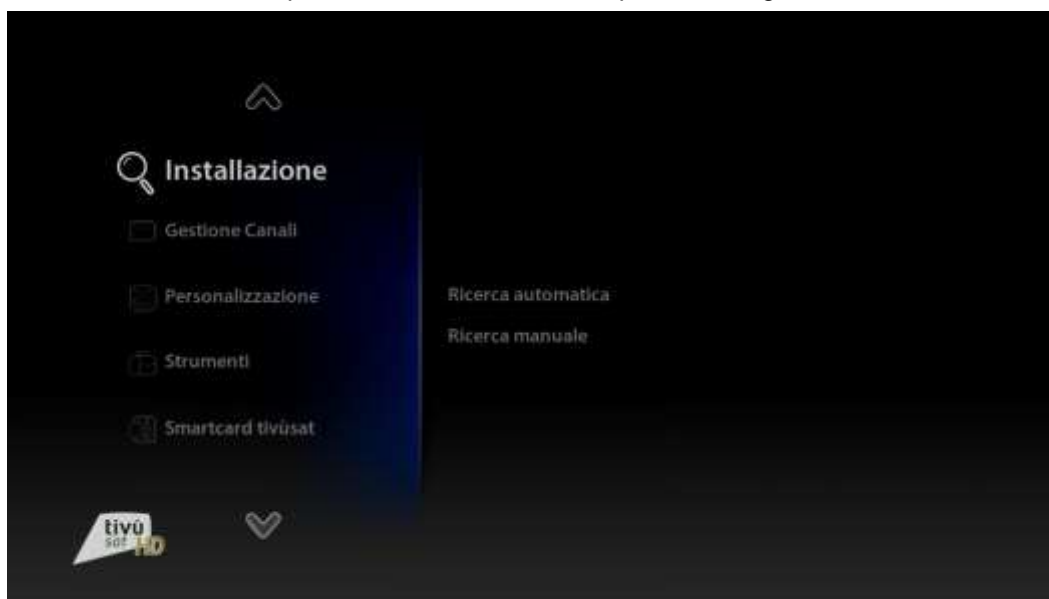 Installazione
Gestione Canali
Personalizzazione
Strumenti
Smartcard tivùsat
Ricerca automatica
Ricerca manuale
tivù
sat HD